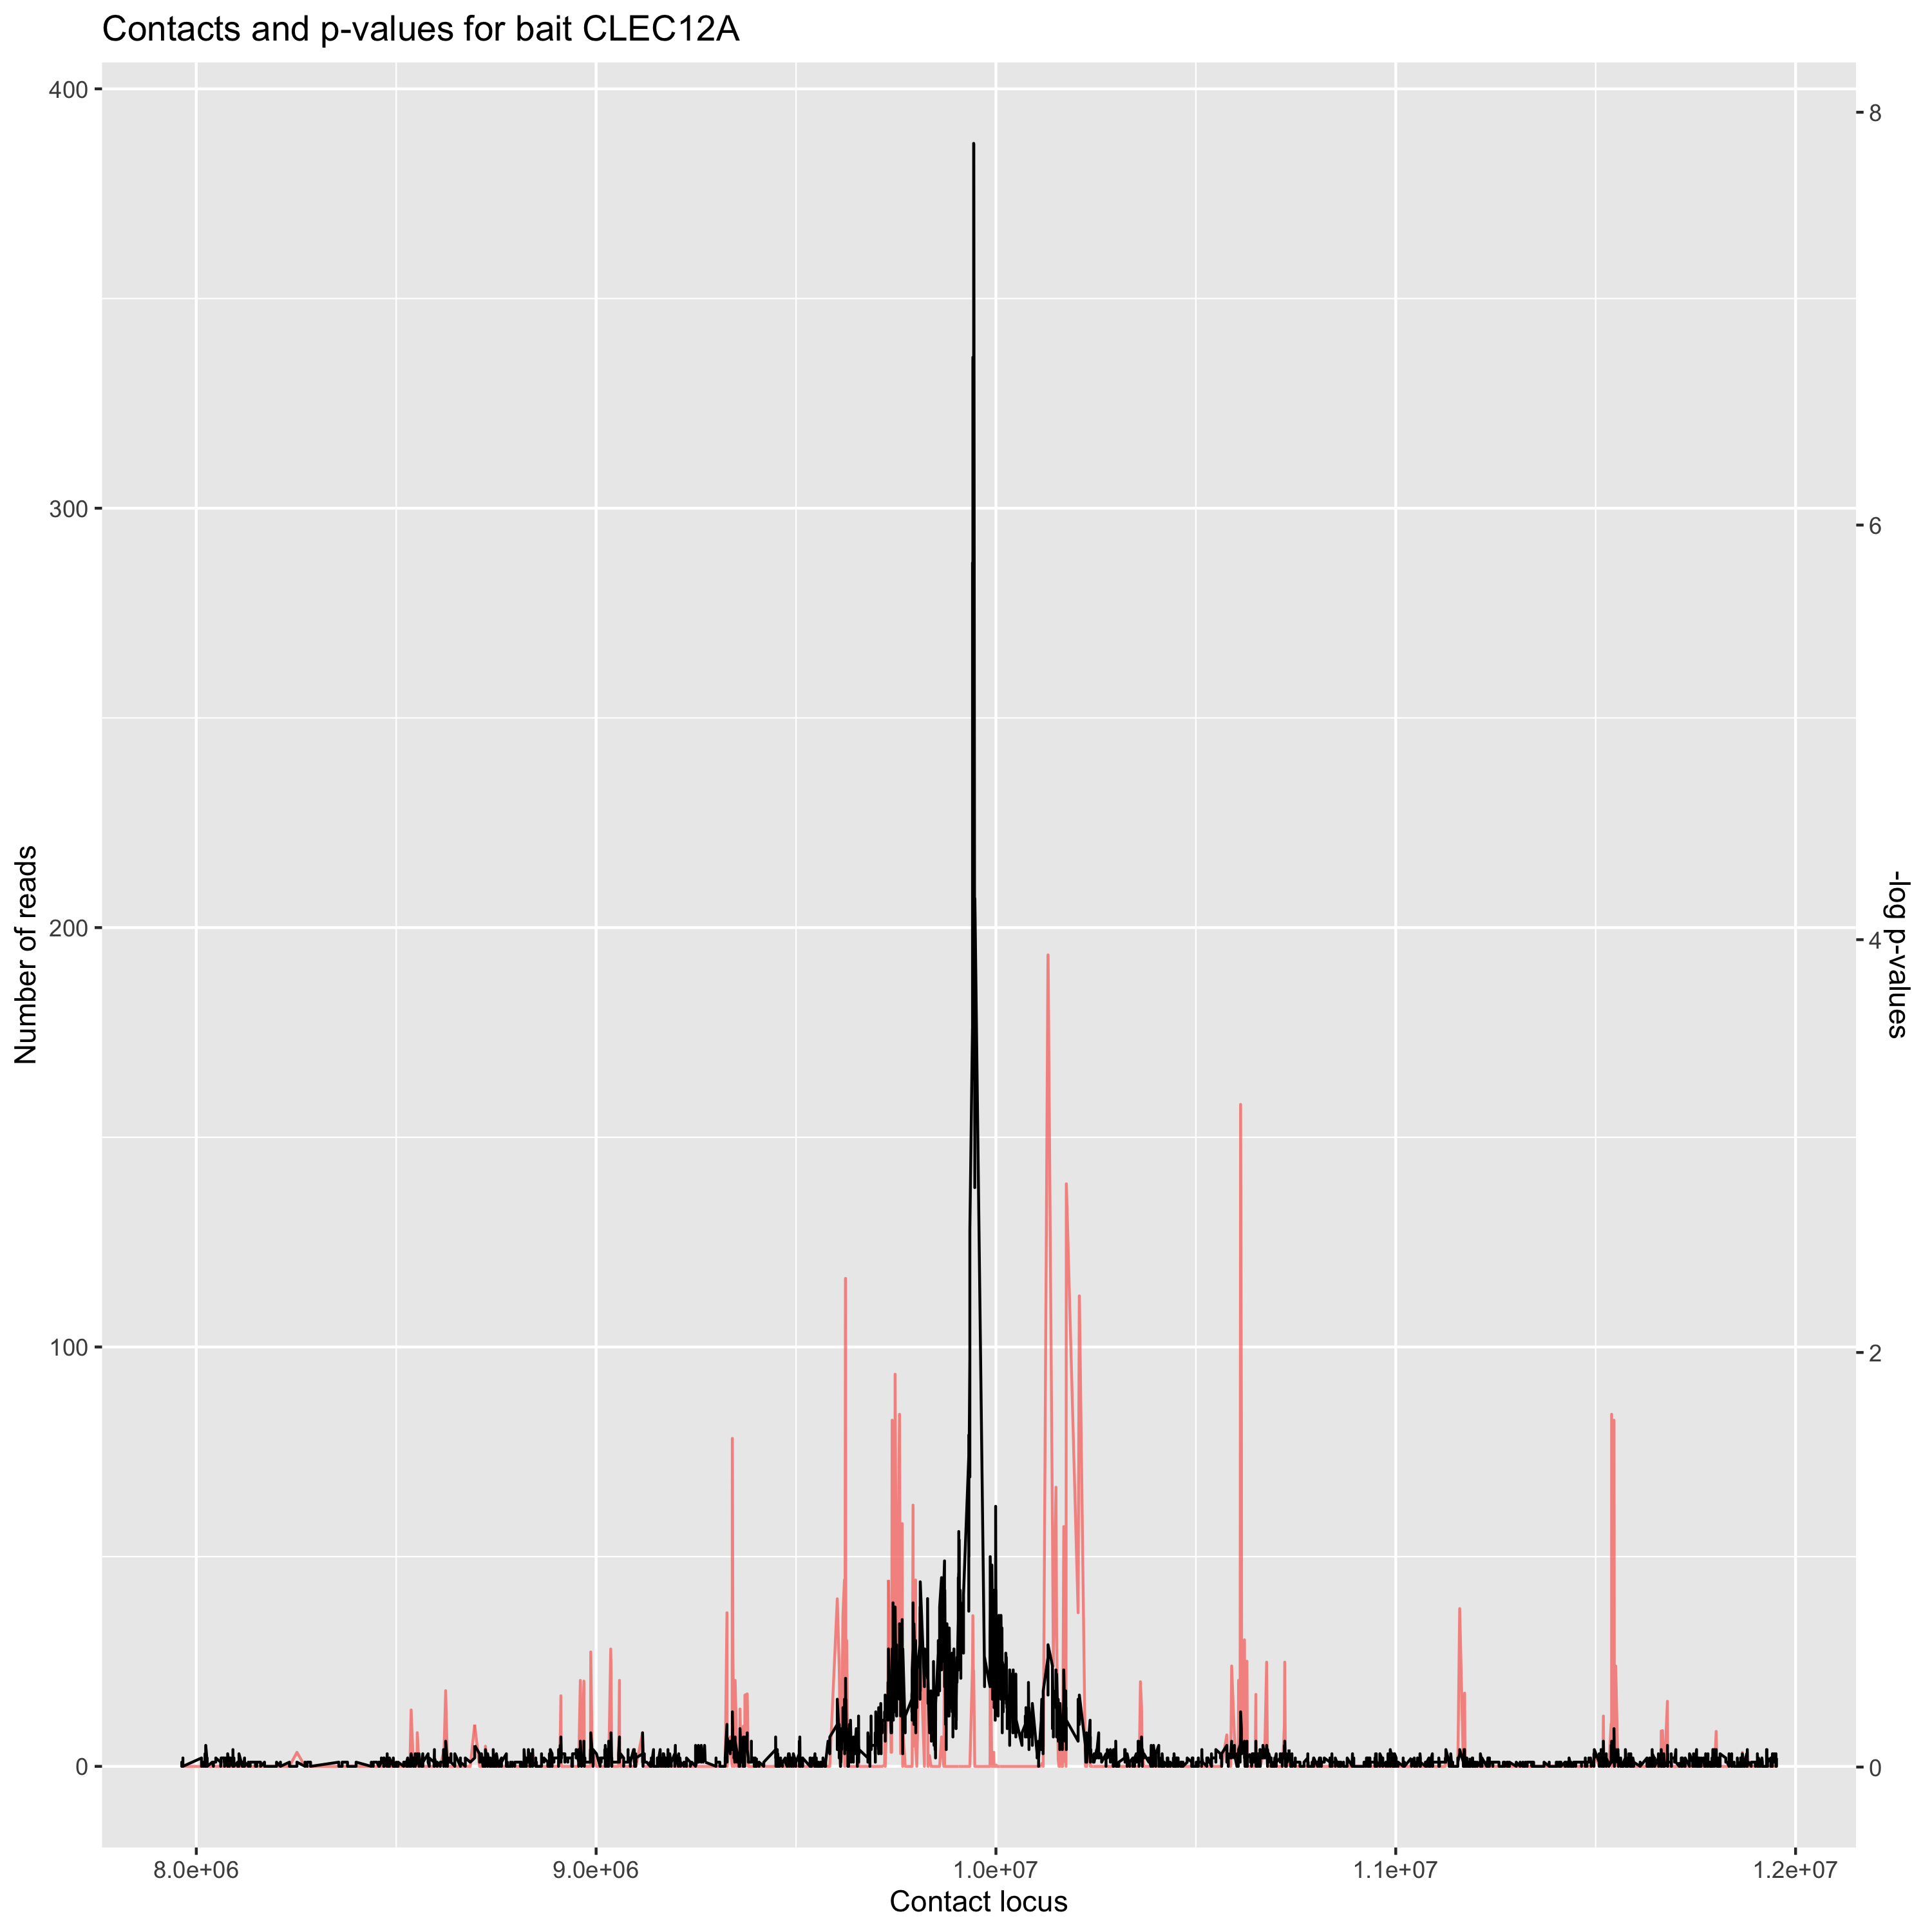 Contacts and p-values for bait CLEC12A
400
300
200
100
0
Number of reads
8
6
4
2
0
-log p-values
8.0e+06 9.0e+06 1.0e+07 1.1e+07 1.2e+07
Contact locus